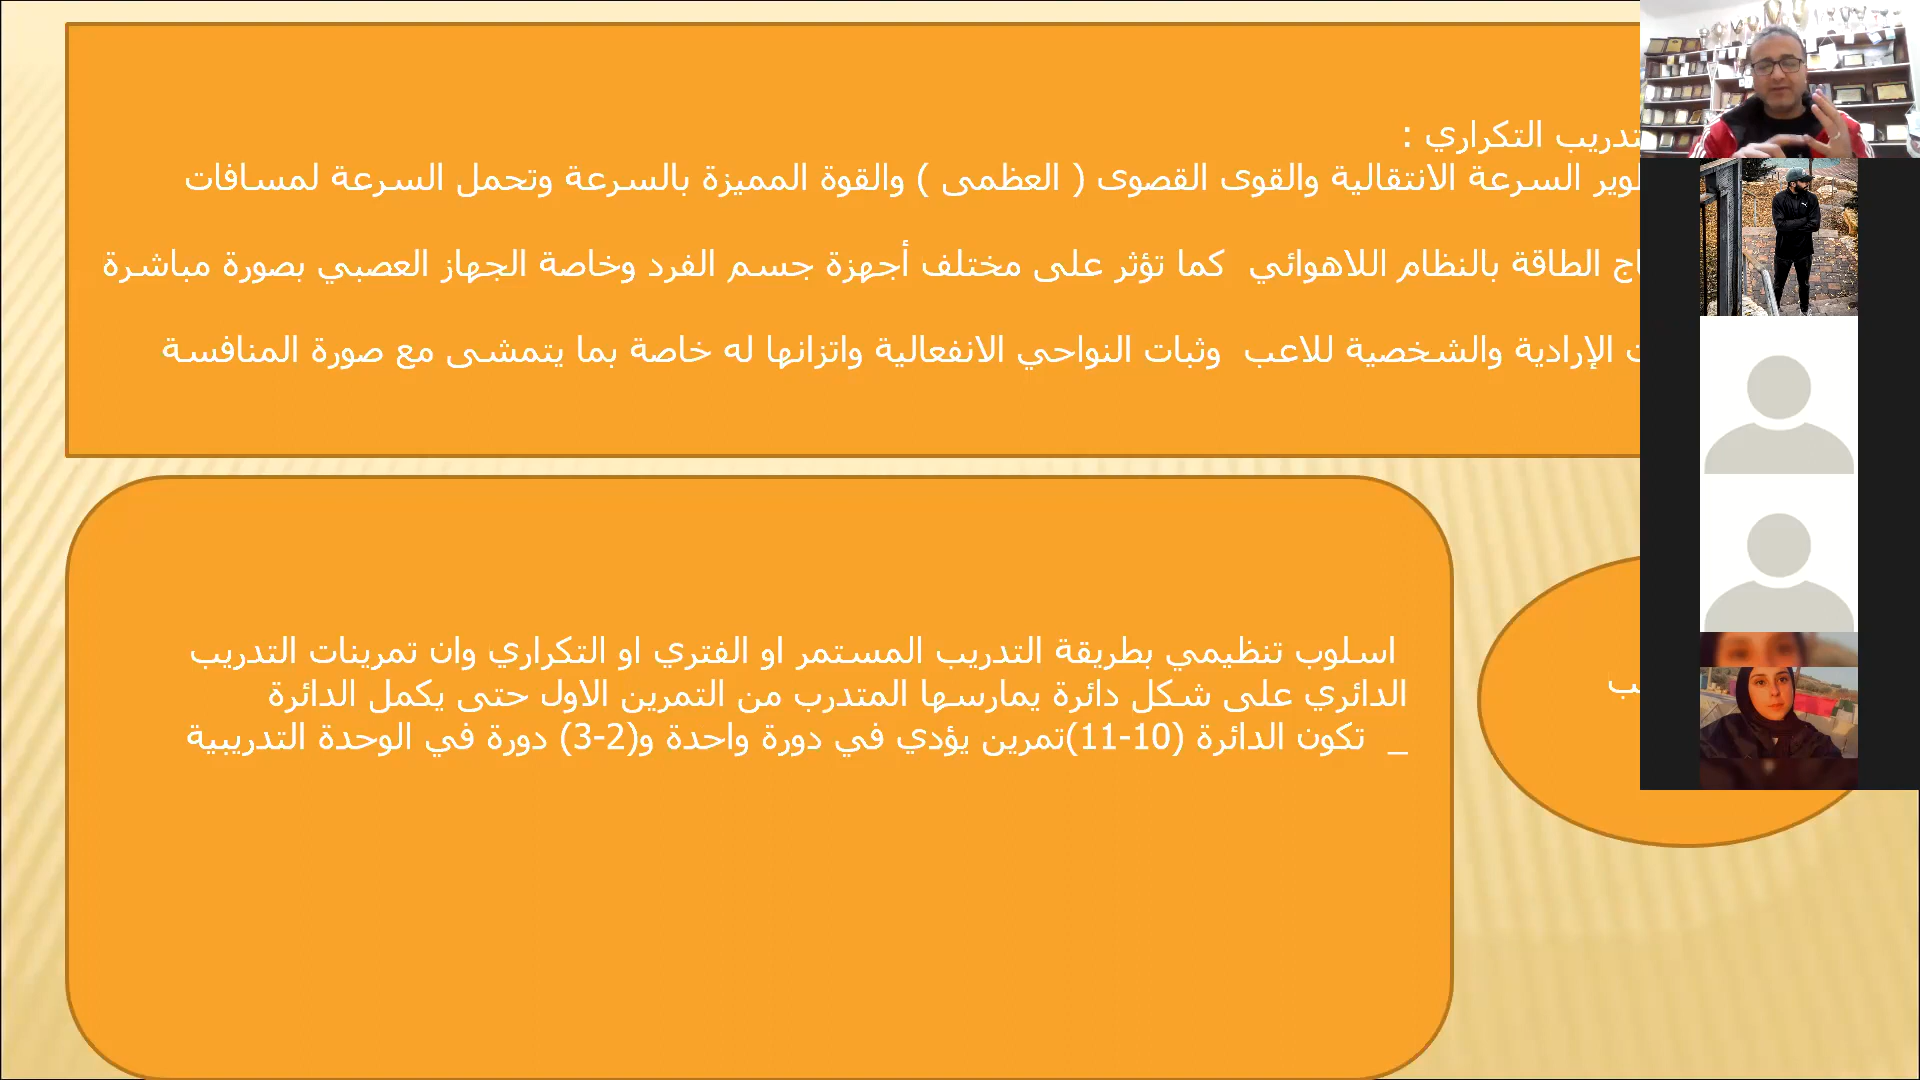 التكراري :
السرعة الانتقالية والقوى القصوى ( العظمى ) والقوة المميزة بالسرعة وتحمل السرعة لمسافات
الطاقة بالنظام اللاهوائي كما تؤثر على مختلف أجهزة جسم الفرد وخاصة الجهاز العصبي بصورة مباشرة
الإرادية والشخصية للاعب وثبات النواحي الانفعالية واتزانها له خاصة بما يتمشى مع صورة المنافسة
اسلوب تنظيمي بطريقة التدريب المستمر او الفتري او التكراري وان تمرينات التدريب
الدائري على شكل دائرة يمارسها المتدرب من التمرين الاول حتى يكمل الدائرة
_ تكون الدائرة (10-11)تمرين يؤدي في دورة واحدة و(2-3) دورة في الوحدة التدريبية